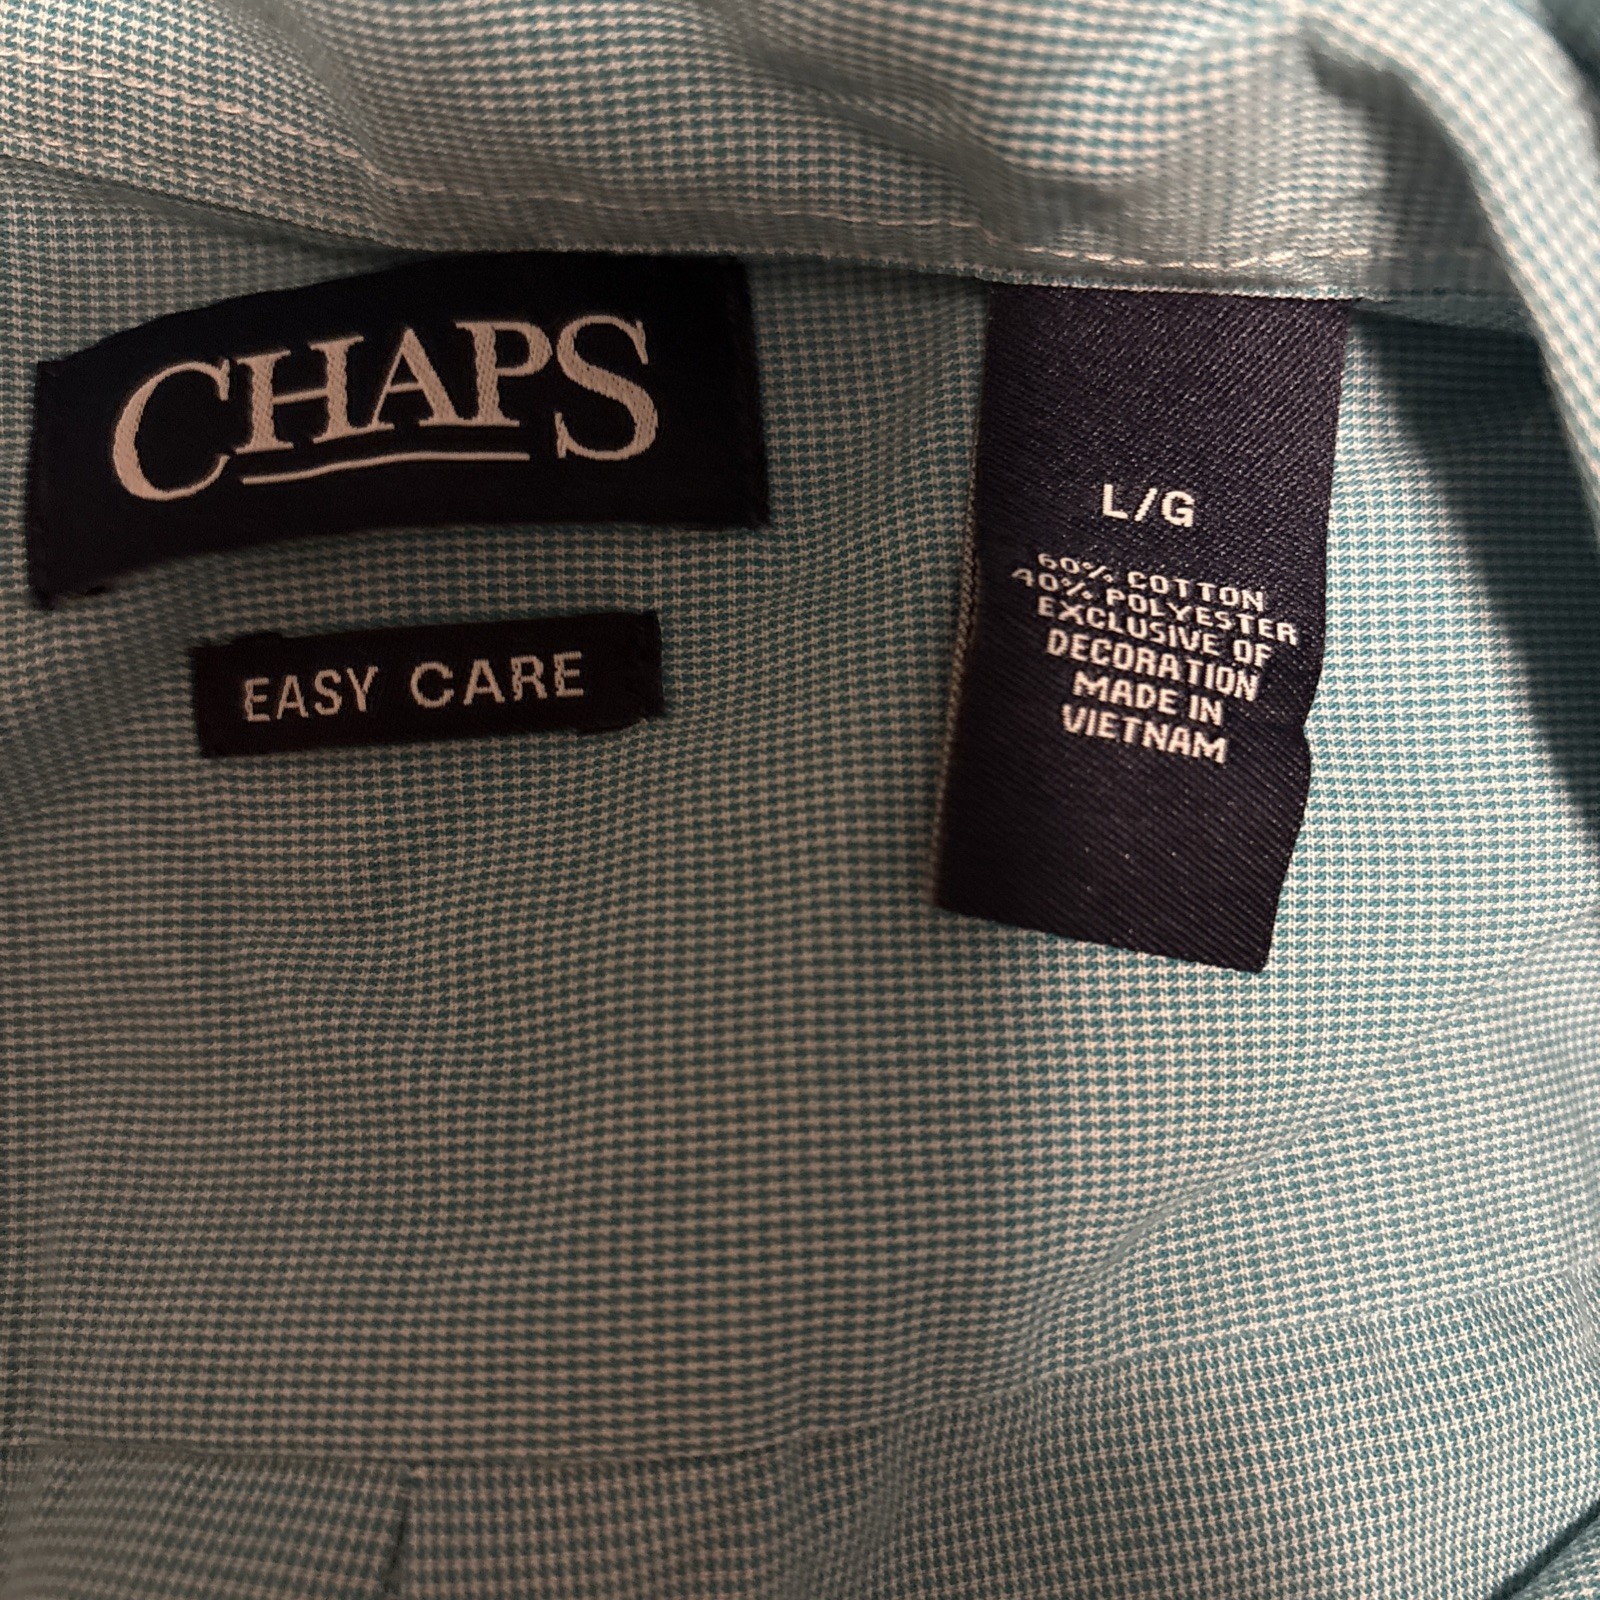 CHAPS
EASY CARE
L/G
60% COTTON
40% POLYESTER
EXCLUSIVE OF
DECORATION
MADE IN
VIETNAM